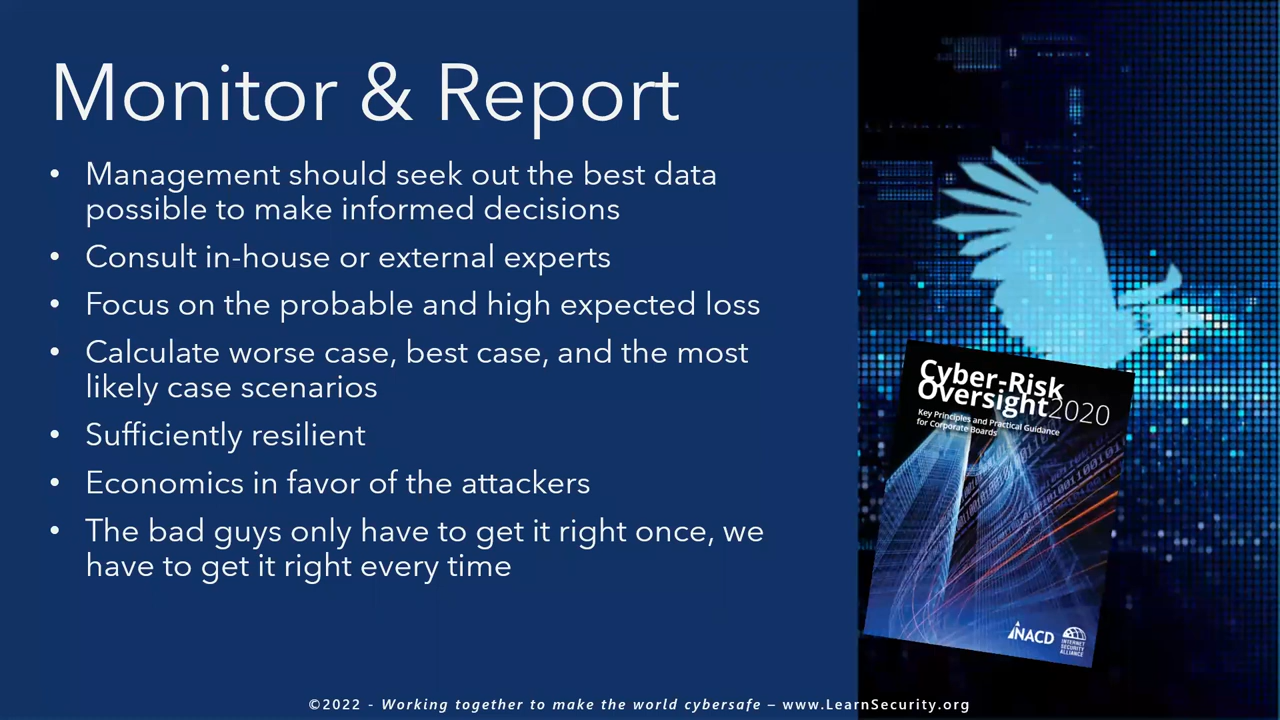 Monitor & Report
• Management should seek out the best data
possible to make informed decisions
• Consult in-house or external experts
• Focus on the probable and high expected loss
• Calculate worse case, best case, and the most
likely case scenarios
• Sufficiently resilient
• Economics in favor of the attackers
• The bad guys only have to get it right once, we
have to get it right every time
Cyber-Risk
Oversight2020
Key Principles and Practical Guidance
for Corporate Boards
NACD
INTERNET
SECURITY
ALLIANCE
©2022 - Working together to make the world cybersafe – www.LearnSecurity.org